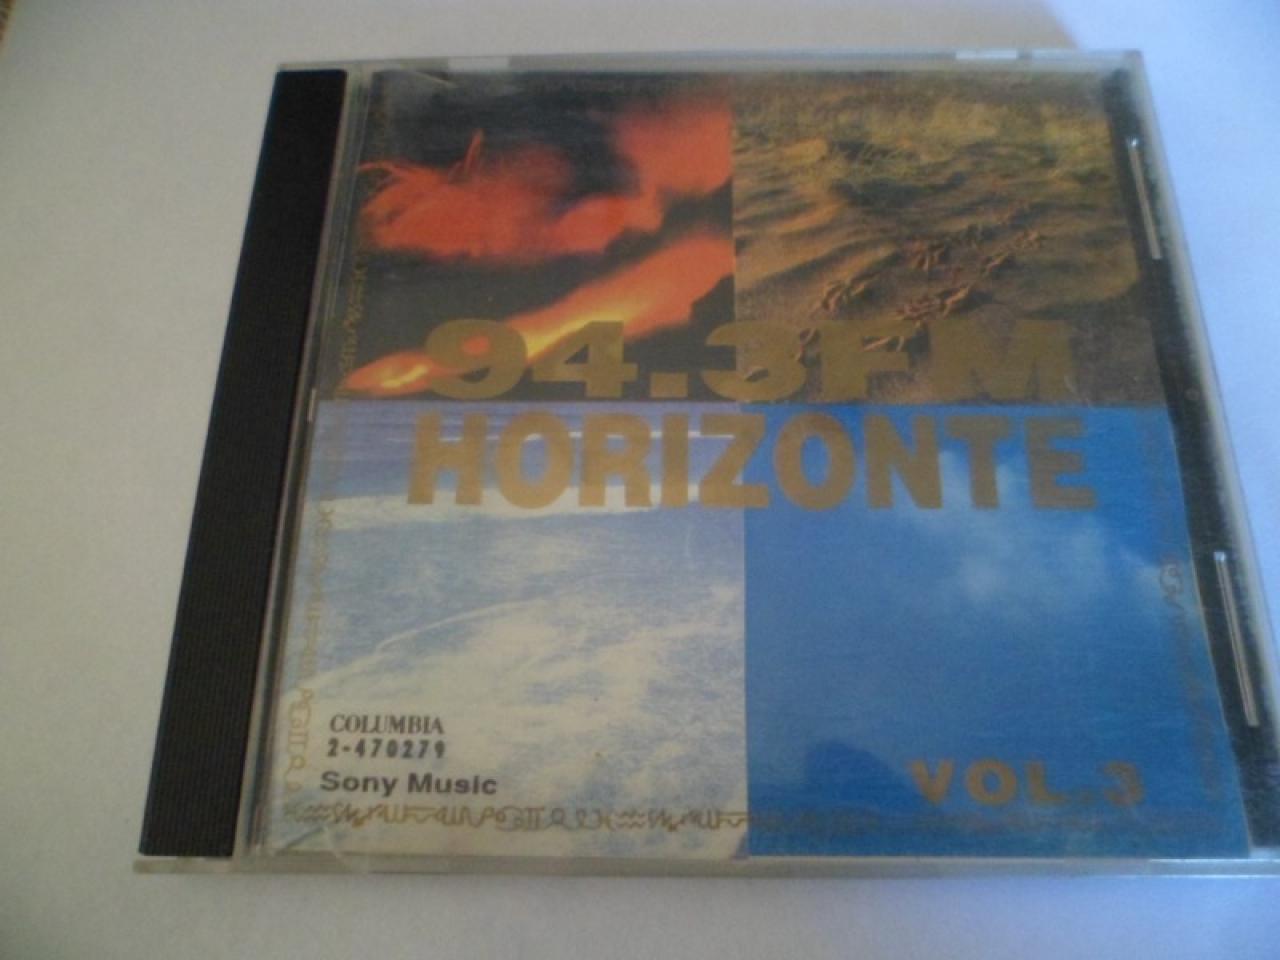 94.3FM
HORIZONTE
COLUMBIA
2-470279
Sony Music
VOL.3